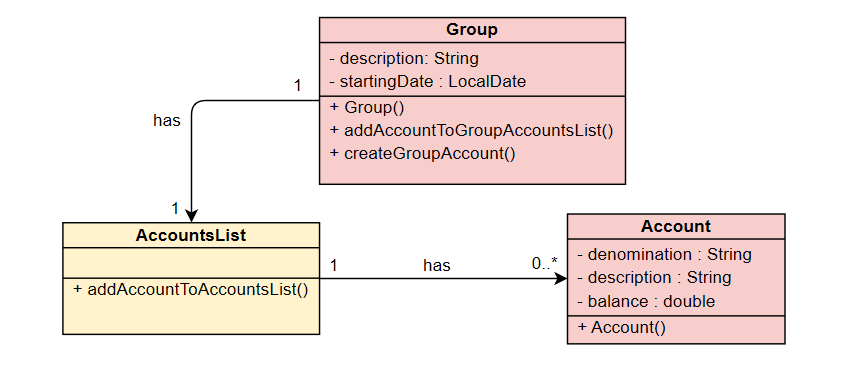 Group
- description: String
- startingDate : LocalDate
+ Group()
+ addAccountToGroupAccountsList()
+ createGroupAccount()
1
has
1
AccountsList
+ addAccountToAccountsList()
1
has
0..*
Account
- denomination : String
- description : String
- balance : double
+ Account()